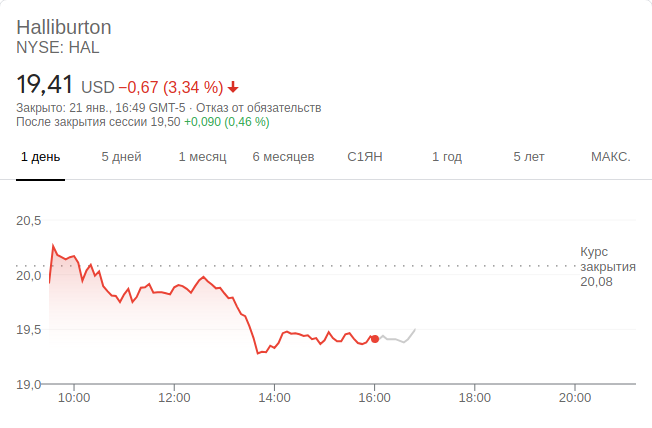 Halliburton
NYSE: HAL
19,41 USD −0,67 (3,34 %)
Закрыто: 21 янв., 16:49 GMT-5 · Отказ от обязательств
После закрытия сессии 19,50 +0,090 (0,46 %)
1 день 5 дней 1 месяц 6 месяцев С1ЯН 1 год 5 лет МАКС.
20,5
Курс
закрытия
20,08
20,0
19,5
19,0
10:00 12:00 14:00 16:00 18:00 20:00